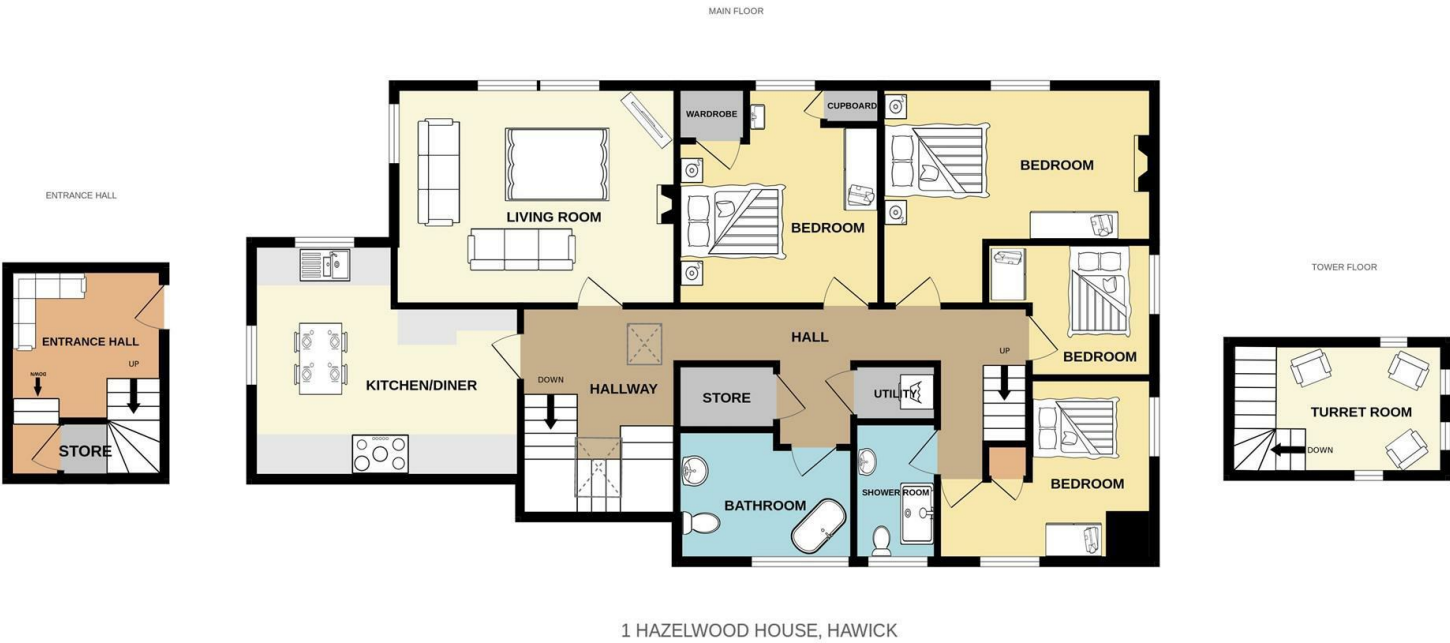 MAIN FLOOR
ENTRANCE HALL
ENTRANCE HALL
UP
DOWN
STORE
WARDROBE
CUPBOARD
BEDROOM
LIVING ROOM
BEDROOM
HALL
UP
BEDROOM
KITCHEN/DINER
DOWN
HALLWAY
STORE
UTILITY
BEDROOM
SHOWER ROOM
BATHROOM
TOWER FLOOR
TURRET ROOM
DOWN
1 HAZELWOOD HOUSE, HAWICK